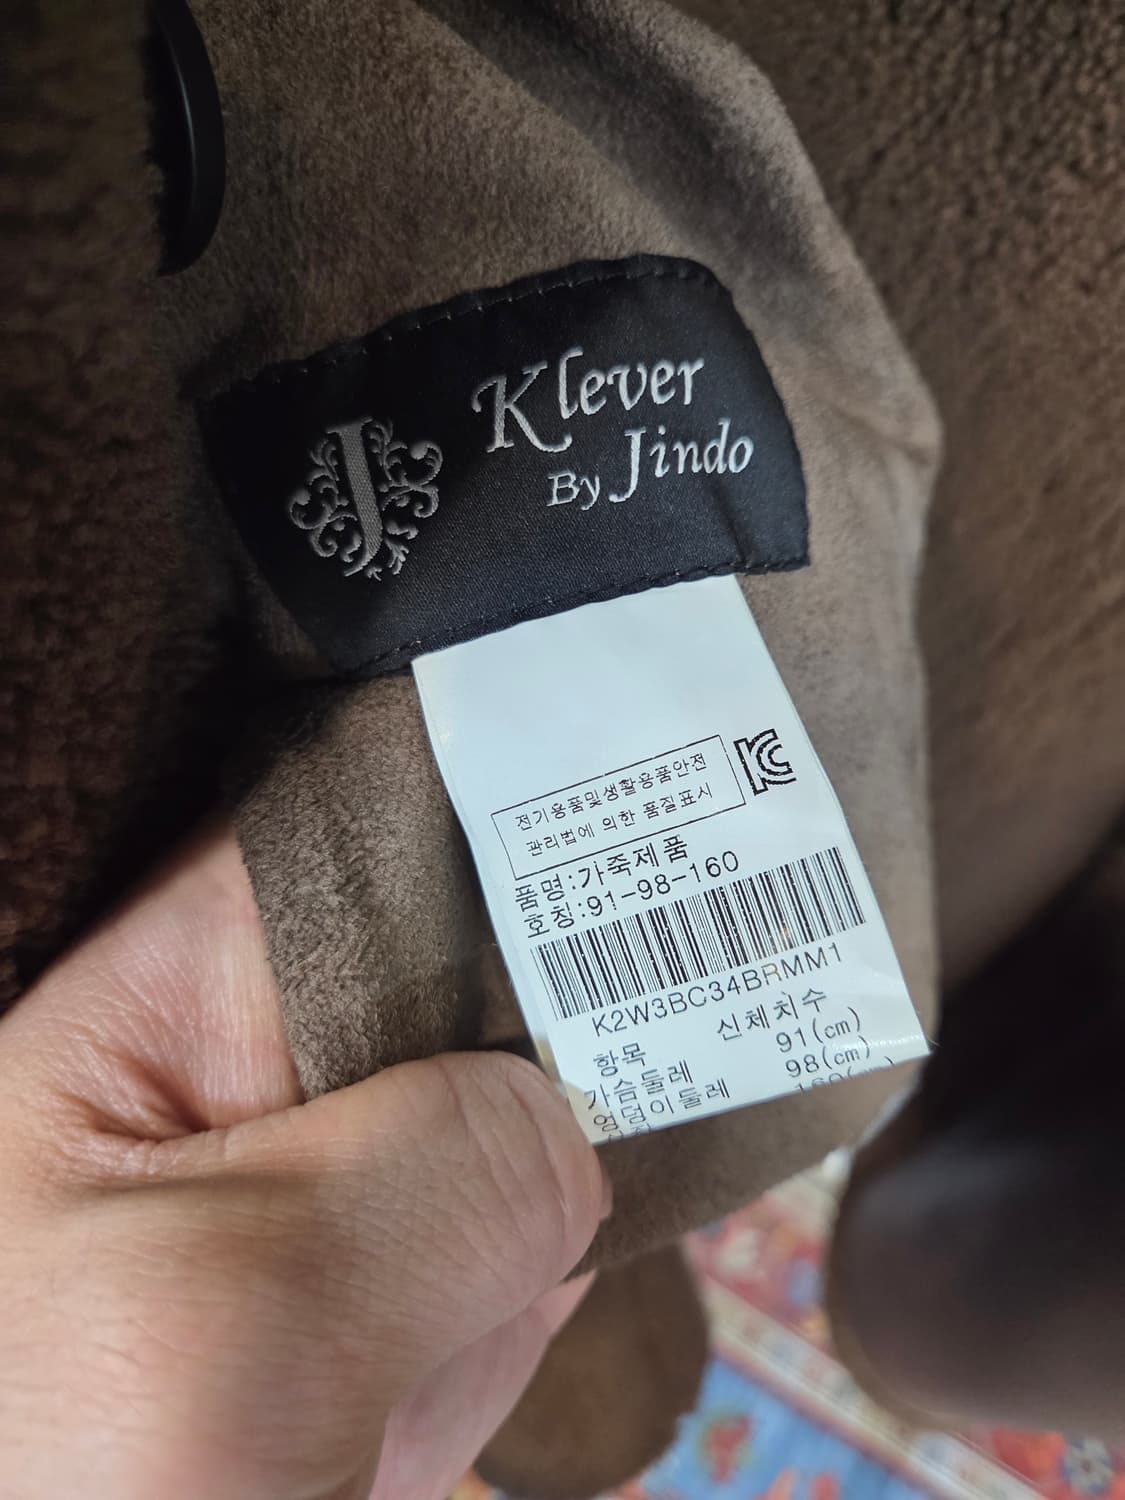 J
Klever
By Jindo
전기용품및생활용품안전
관리법에 의한 품질표시
품명:가죽제품
호칭:91-98-160
K2W3BC34BRMM1
항목 신체치수
가슴둘레 91(cm)
엉덩이둘레 98(cm)